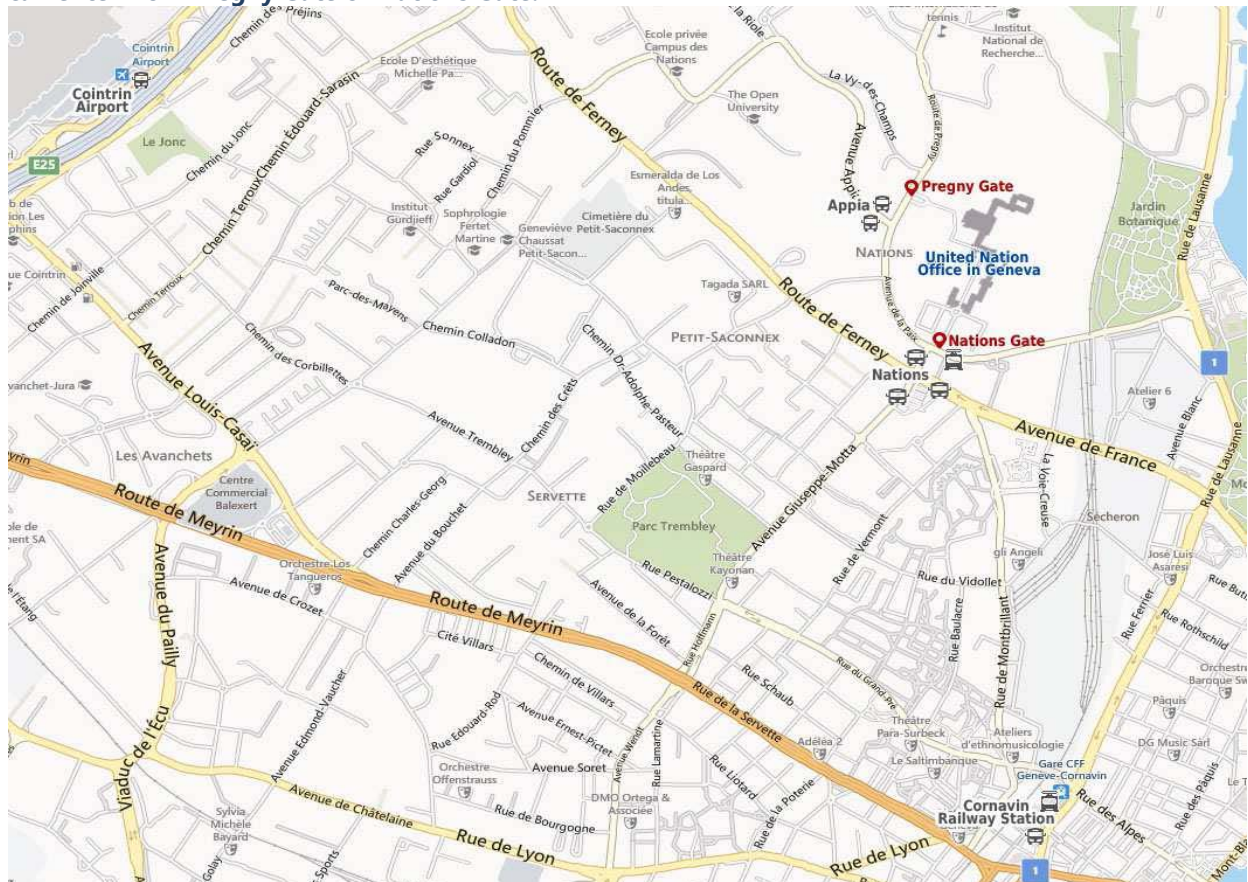 Cointrin
Airport
Cointrin
Airport
E25
Le Jonc
Chemin du Jonc
Chemin des Préjins
Chemin Édouard-Sarasin
Chemin Terroux
Chemin Terroux
Ecole D'esthétique
Michelle Pa...
Ecole privée
Campus des
Nations
Route de Ferney
La Vy-des-Champs
The Open
University
Avenue Appia
Route de Pregny
tennis
Institut
National de
Recherche...
Rue de Lausanne
Pregny Gate
Appia
NATIONS
United Nation
Office in Geneva
Jardin
Botanique
Rue Sonnex
Rue Gardiol
Chemin du Pommier
Institut
Gurdjieff
Sophrologie
Fertet
Martine
Geneviève
Chaussat
Petit-Sacon...
Cimetière du
Petit-Saconnex
Esmeralda de Los
Andes,
titula...
Tagada SARL
Route de Ferney
Avenue de la Paix
Nations Gate
Nations
PETIT-SACONNEX
Chemin de Joinville
Parc-des-Mayens
Chemin Colladon
Chemin des Corbillettes
Chemin Dr-Adolphe-Pasteur
Chemin des Crêts
Avenue Trembley
Avenue Louis-Casaï
1
Atelier 6
Avenue Blanc
Avenue de France
Rue de Lausanne
Les Avanchets
Centre
Commercial
Balexert
Route de Meyrin
Chemin Charles-Georg
Avenue du Bouchet
SERVETTE
Rue de Moillebeau
Théâtre
Gaspard
Parc Trembley
Avenue Giuseppe-Motta
Théâtre
Kayonan
Rue de Vermont
La Voie-Creuse
Sécheron
gli Angeli
José Luis
Asaresi
Avenue du Pailly
Orchestre-Los
Tangueros
Avenue de Crozet
Route de Meyrin
Rue Pestalozzi
Avenue de la Forêt
Rue Hoffmann
Rue du Vidollet
Rue Baulacre
Rue de Montbrillant
Rue Ferrier
Rue Rothschild
Cité Villars
Chemin de Villars
Rue Schaub
Rue du Grand-Pré
Rue de la Servette
Avenue Edmond-Vaucher
Rue Edouard-Rod
Avenue Ernest-Pictet
Avenue Wendt
Rue Lamartine
Théâtre
Para-Surbeck
Le Saltimbanque
Ateliers
d'ethnomusicologie
Pâquis
DG Music Sàrl
Adéléa 2
Viaduc de l'Écu
Orchestre
Offenstrauss
Avenue Soret
Rue Liotard
Rue de la Poterie
Gare CFF
Genève-Cornavin
Cornavin
Railway Station
Rue des Alpes
Rue des Pâquis
Avenue de Châtelaine
DMO Ortega &
Associée
Rue de Bourgogne
Sylvia
Michèle
Bayard
Rue de Lyon
Rue de Lyon
1